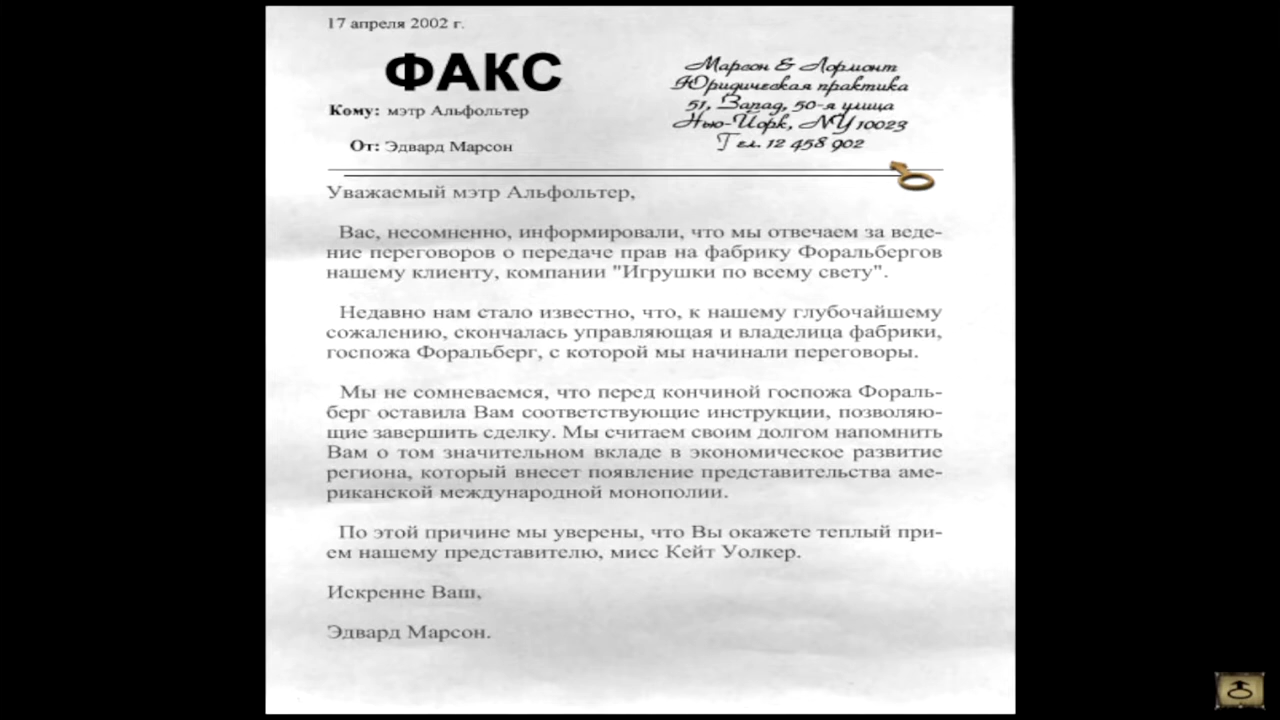 17 апреля 2002 г.
ФАКС
Кому: мэтр Альфольтер
От: Эдвард Марсон
Марсон & Лормонт
Юридическая практика
51, Запад, 50-я улица
Нью-Йорк, NY 10023
Тел. 12 458 902
Уважаемый мэтр Альфольтер,
Вас, несомненно, информировали, что мы отвечаем за веде-
ние переговоров о передаче прав на фабрику Форальбергов
нашему клиенту, компании "Игрушки по всему свету".
Недавно нам стало известно, что, к нашему глубочайшему
сожалению, скончалась управляющая и владелица фабрики,
госпожа Форальберг, с которой мы начинали переговоры.
Мы не сомневаемся, что перед кончиной госпожа Фораль-
берг оставила Вам соответствующие инструкции, позволяю-
щие завершить сделку. Мы считаем своим долгом напомнить
Вам о том значительном вкладе в экономическое развитие
региона, который внесет появление представительства аме-
риканской международной монополии.
По этой причине мы уверены, что Вы окажете теплый при-
ем нашему представителю, мисс Кейт Уолкер.
Искренне Ваш,
Эдвард Марсон.